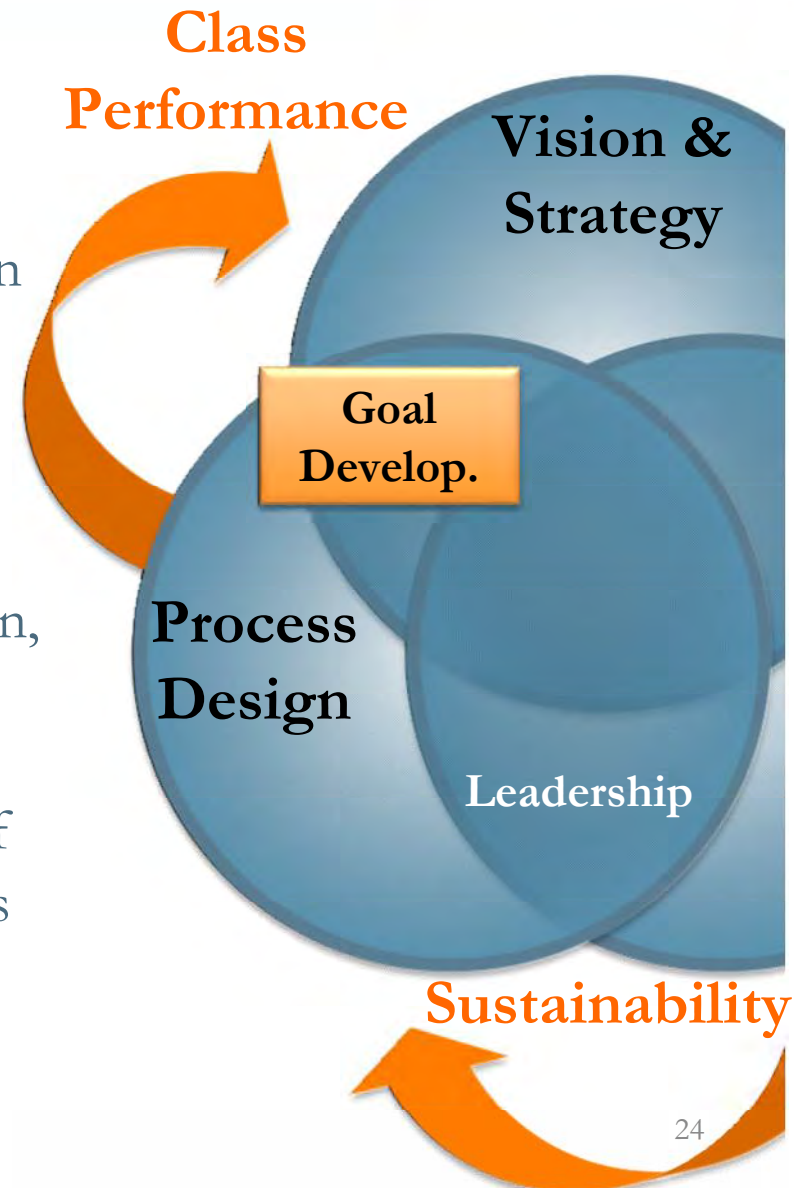 Class
Performance
Vision &
Strategy
n
Goal
Develop.
n,
Process
Design
Leadership
f
s
Sustainability
24